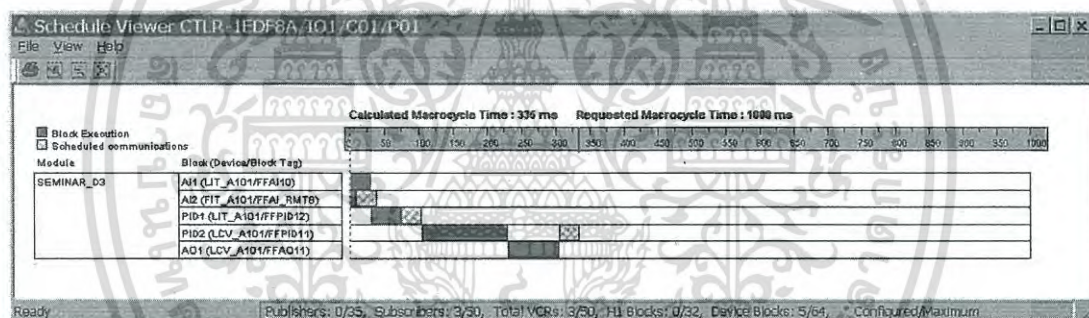 Schedule Viewer CTLR-1EDF8A/IO1/C01/P01
File View Help
Calculated Macrocycle Time : 335 ms Requested Macrocycle Time : 1000 ms
Block Execution
Scheduled communications
50 100 150 200 250 300 350 400 450 500 550 600 650 700 750 800 850 900 950 1000
Module Block (Device/Block Tag)
SEMINAR_D3 AI1 (LIT_A101/FFAI10)
AI2 (FIT_A101/FFAI_RMT8)
PID1 (LIT_A101/FFPID12)
PID2 (LCV_A101/FFPID11)
AO1 (LCV_A101/FFAO11)
Ready Publishers: 0/35, Subscribers: 3/50, Total VCRs: 3/50, H1 Blocks: 0/32, Device Blocks: 5/64, * Configured/Maximum